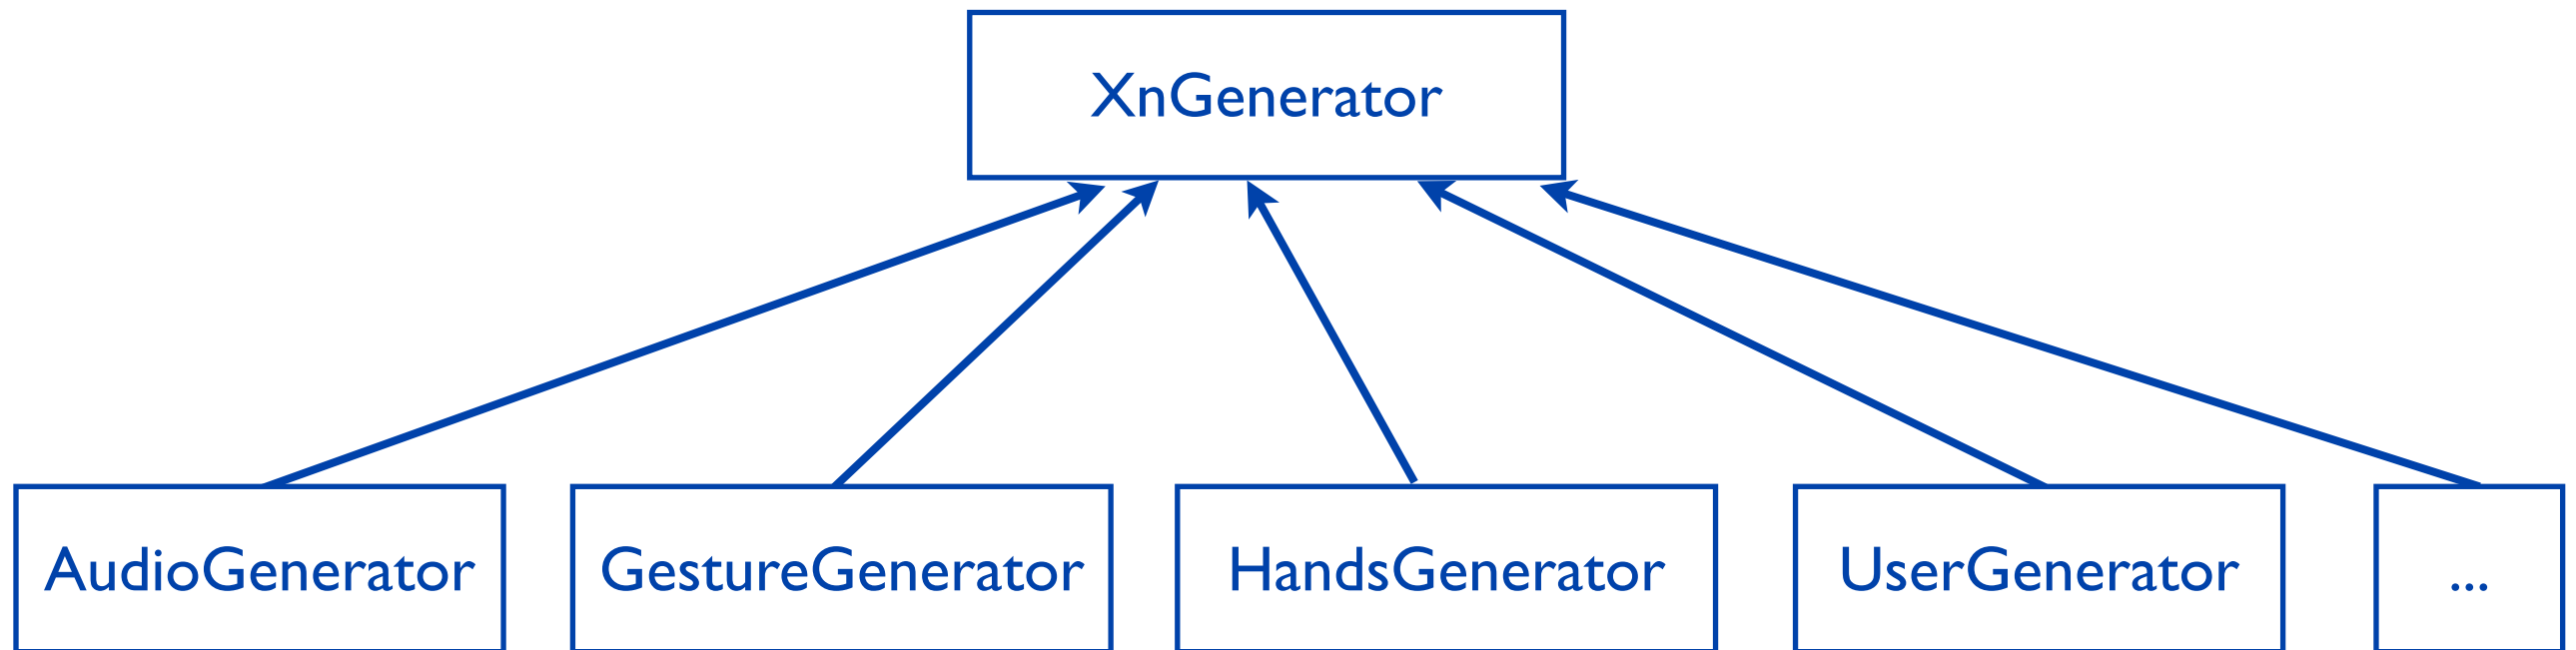 XnGenerator
AudioGenerator
GestureGenerator
HandsGenerator
UserGenerator
...